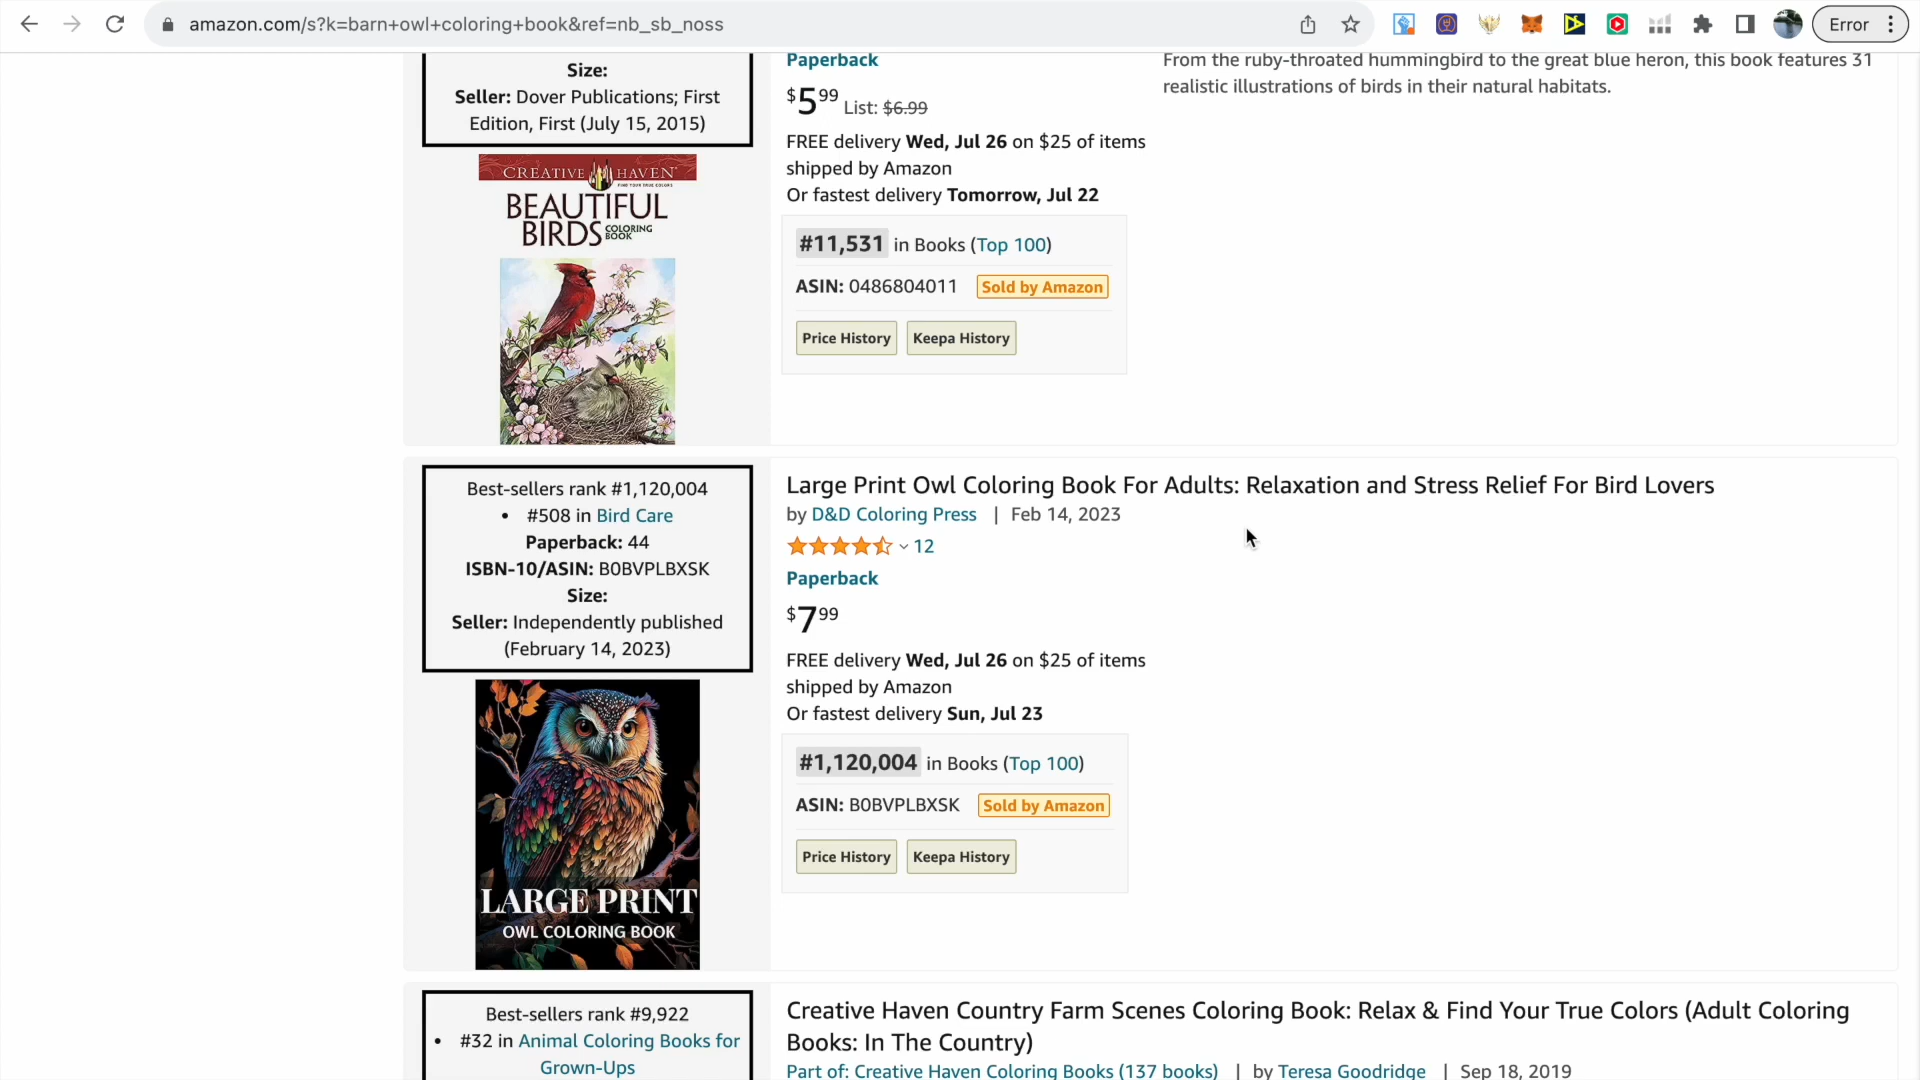 amazon.com/s?k=barn+owl+coloring+book&ref=nb_sb_noss
Error
Size:
Seller: Dover Publications; First
Edition, First (July 15, 2015)
CREATIVE HAVEN
FIND YOUR TRUE COLORS
BEAUTIFUL
BIRDS COLORING BOOK
Paperback
$5.99 List: $6.99
FREE delivery Wed, Jul 26 on $25 of items
shipped by Amazon
Or fastest delivery Tomorrow, Jul 22
#11,531 in Books (Top 100)
ASIN: 0486804011 Sold by Amazon
Price History Keepa History
From the ruby-throated hummingbird to the great blue heron, this book features 31
realistic illustrations of birds in their natural habitats.
Best-sellers rank #1,120,004
• #508 in Bird Care
Paperback: 44
ISBN-10/ASIN: B0BVPLBXSK
Size:
Seller: Independently published
(February 14, 2023)
LARGE PRINT
OWL COLORING BOOK
Large Print Owl Coloring Book For Adults: Relaxation and Stress Relief For Bird Lovers
by D&D Coloring Press | Feb 14, 2023
12
Paperback
$7.99
FREE delivery Wed, Jul 26 on $25 of items
shipped by Amazon
Or fastest delivery Sun, Jul 23
#1,120,004 in Books (Top 100)
ASIN: B0BVPLBXSK Sold by Amazon
Price History Keepa History
Best-sellers rank #9,922
• #32 in Animal Coloring Books for
Grown-Ups
Creative Haven Country Farm Scenes Coloring Book: Relax & Find Your True Colors (Adult Coloring
Books: In The Country)
Part of: Creative Haven Coloring Books (137 books) | by Teresa Goodridge | Sep 18, 2019